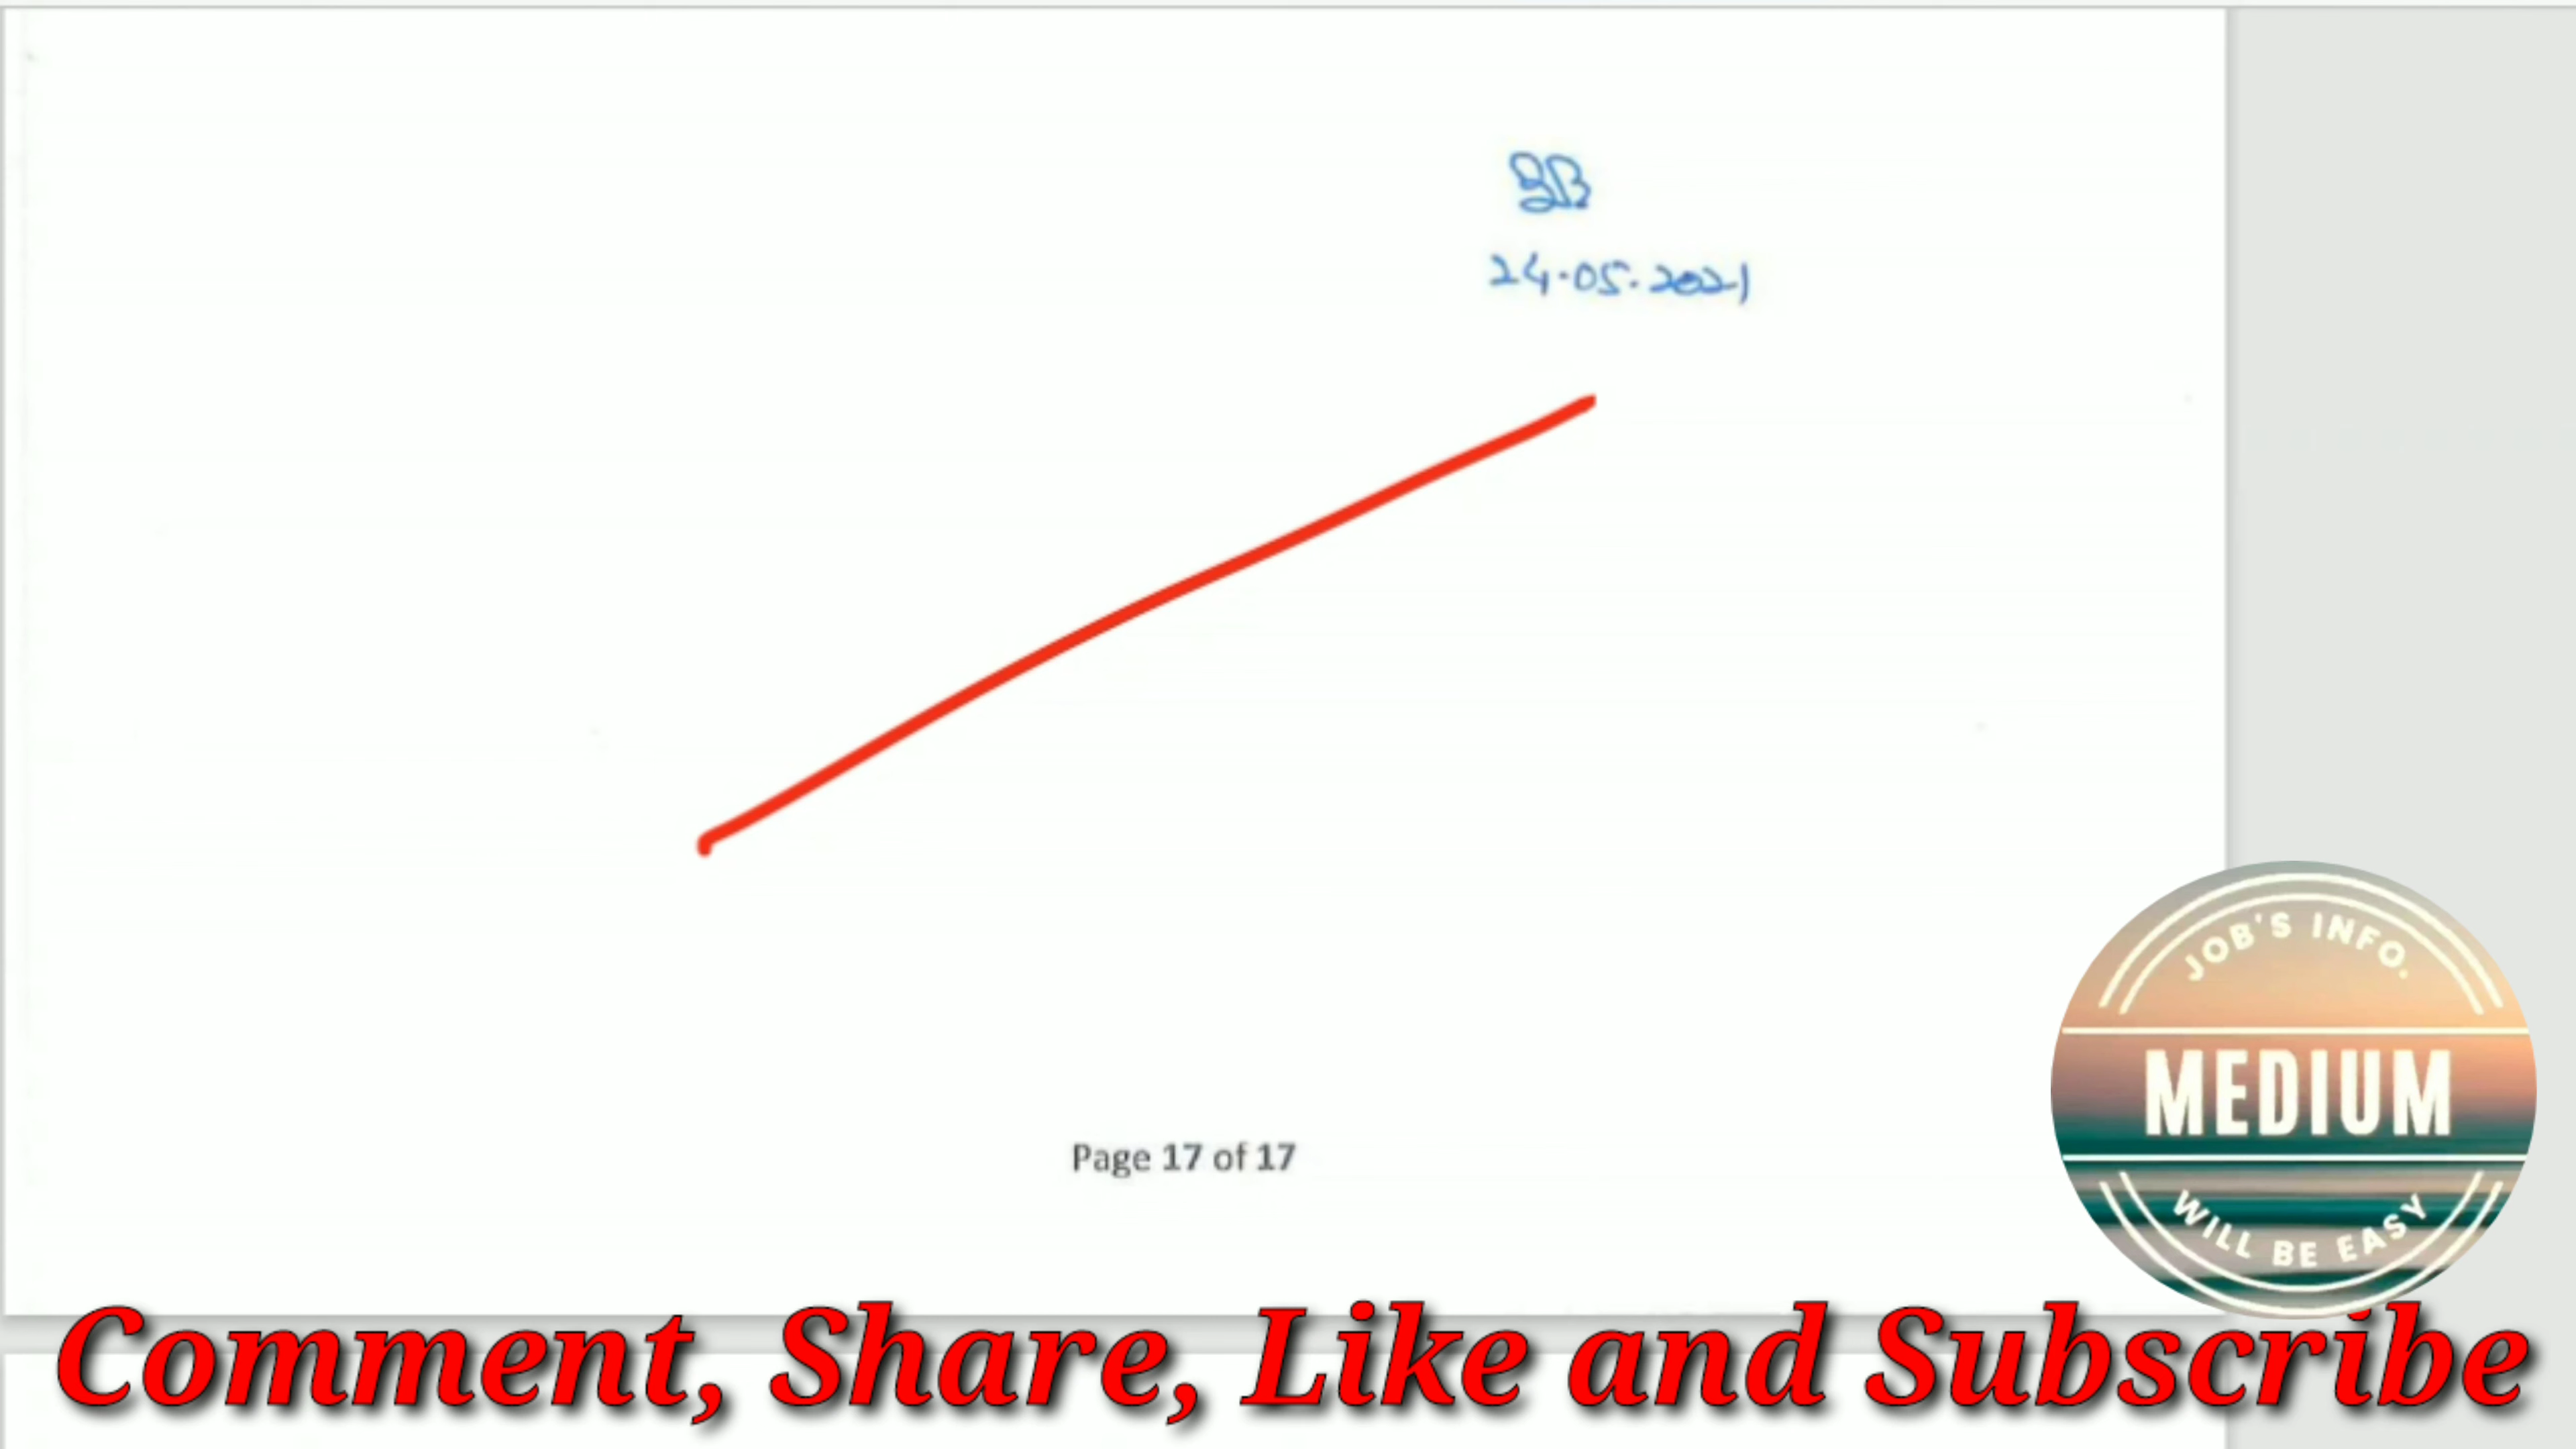 24.05.2021
JOB'S INFO.
MEDIUM
WILL BE EASY
Page 17 of 17
Comment, Share, Like and Subscribe